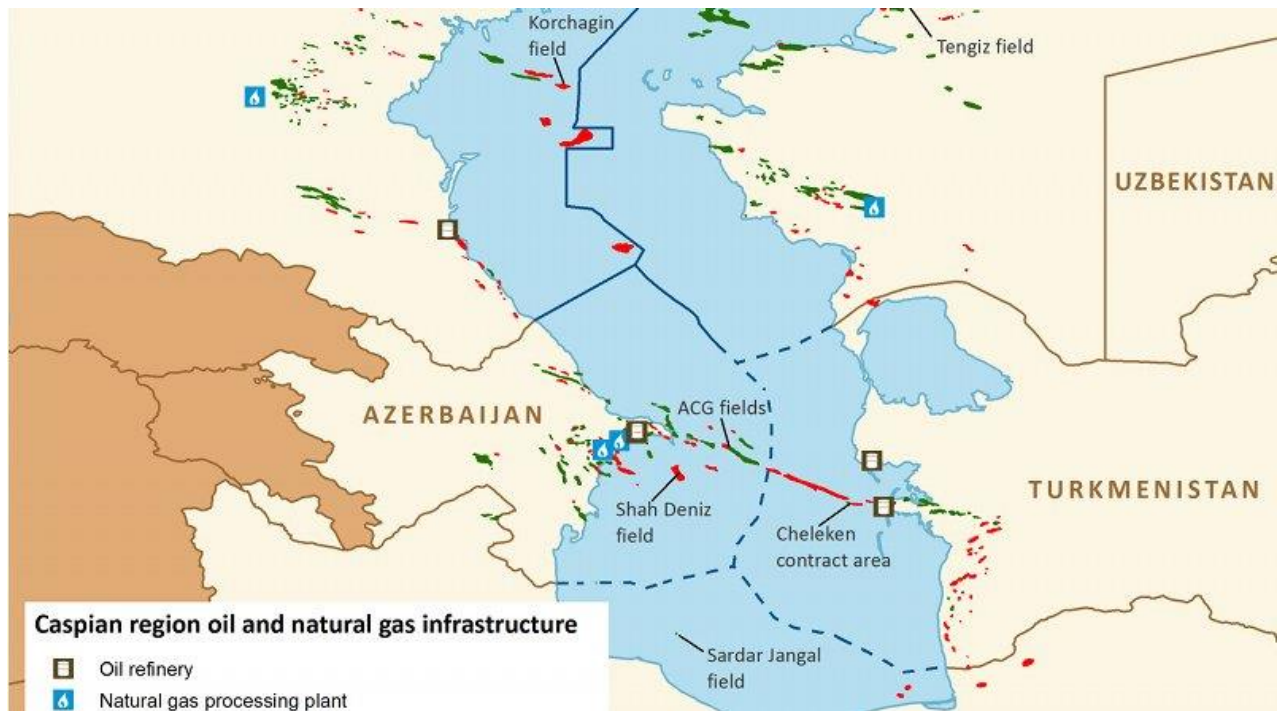 Korchagin
field
Tengiz field
UZBEKISTAN
AZERBAIJAN
ACG fields
Shah Deniz
field
Cheleken
contract area
TURKMENISTAN
Caspian region oil and natural gas infrastructure
Oil refinery
Natural gas processing plant
Sardar Jangal
field